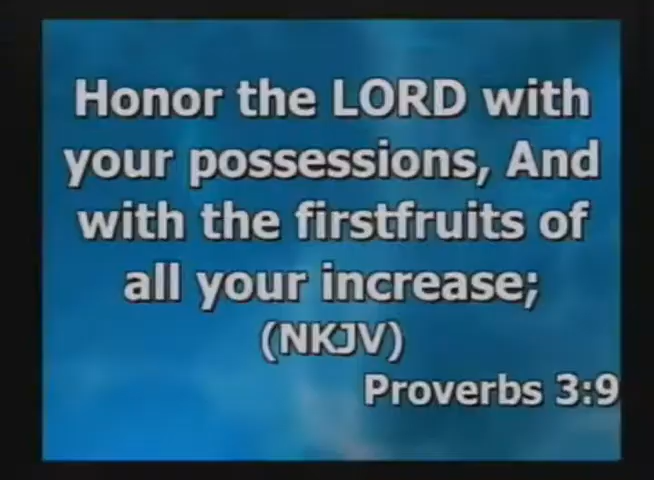 Honor the LORD with
your possessions, And
with the firstfruits of
all your increase;
(NKJV)
Proverbs 3:9